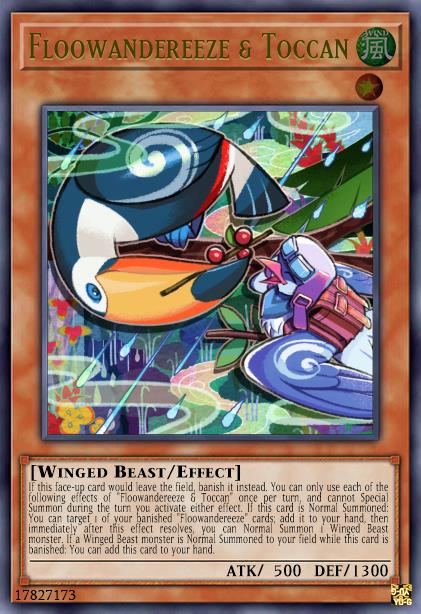 FLOOWANDEREEZE & TOCCAN
WIND
風
[WINGED BEAST/EFFECT]
If this face-up card would leave the field, banish it instead. You can only use each of the
following effects of "Floowandereeze & Toccan" once per turn, and cannot Special
Summon during the turn you activate either effect. If this card is Normal Summoned:
You can target 1 of your banished "Floowandereeze" cards; add it to your hand, then
immediately after this effect resolves, you can Normal Summon 1 Winged Beast
monster. If a Winged Beast monster is Normal Summoned to your field while this card is
banished: You can add this card to your hand.
ATK/ 500 DEF/1300
17827173